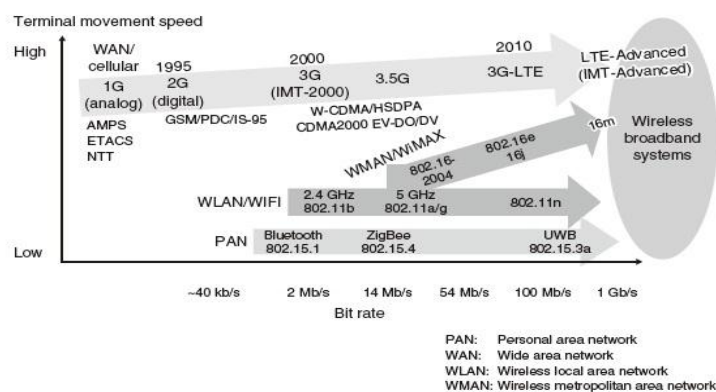 Terminal movement speed
High
WAN/
cellular
1G
(analog)
AMPS
ETACS
NTT
1995
2G
(digital)
GSM/PDC/IS-95
2000
3G
(IMT-2000)
3.5G
W-CDMA/HSDPA
CDMA2000 EV-DO/DV
2010
3G-LTE
LTE-Advanced
(IMT-Advanced)
Wireless
broadband
systems
WMAN/WiMAX
802.16-
2004
802.16e
16j
16m
WLAN/WIFI
2.4 GHz
802.11b
5 GHz
802.11a/g
802.11n
PAN
Bluetooth
802.15.1
ZigBee
802.15.4
UWB
802.15.3a
Low
~40 kb/s 2 Mb/s 14 Mb/s 54 Mb/s 100 Mb/s 1 Gb/s
Bit rate
PAN: Personal area network
WAN: Wide area network
WLAN: Wireless local area network
WMAN: Wireless metropolitan area network